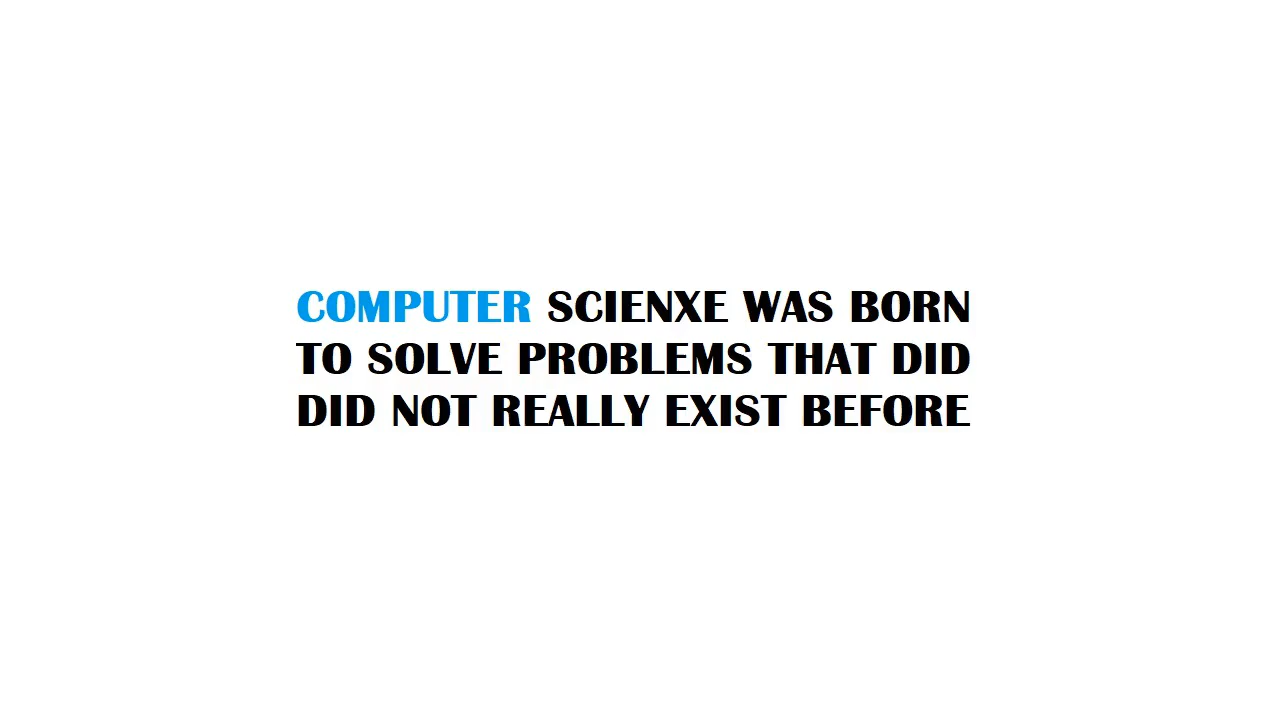 COMPUTER SCIENXE WAS BORN
TO SOLVE PROBLEMS THAT DID
DID NOT REALLY EXIST BEFORE